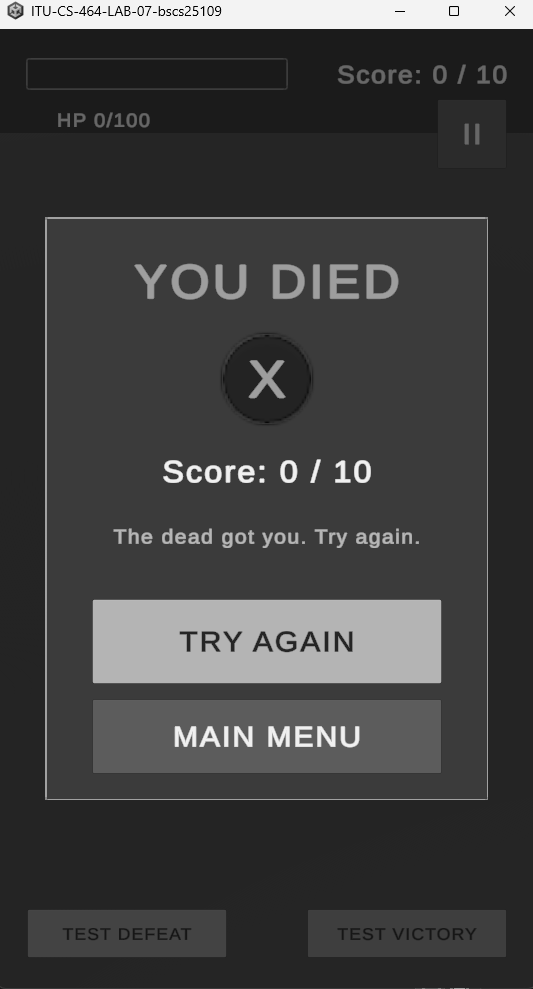 ITU-CS-464-LAB-07-bscs25109
Score: 0 / 10
HP 0/100
YOU DIED
X
Score: 0 / 10
The dead got you. Try again.
TRY AGAIN
MAIN MENU
TEST DEFEAT
TEST VICTORY